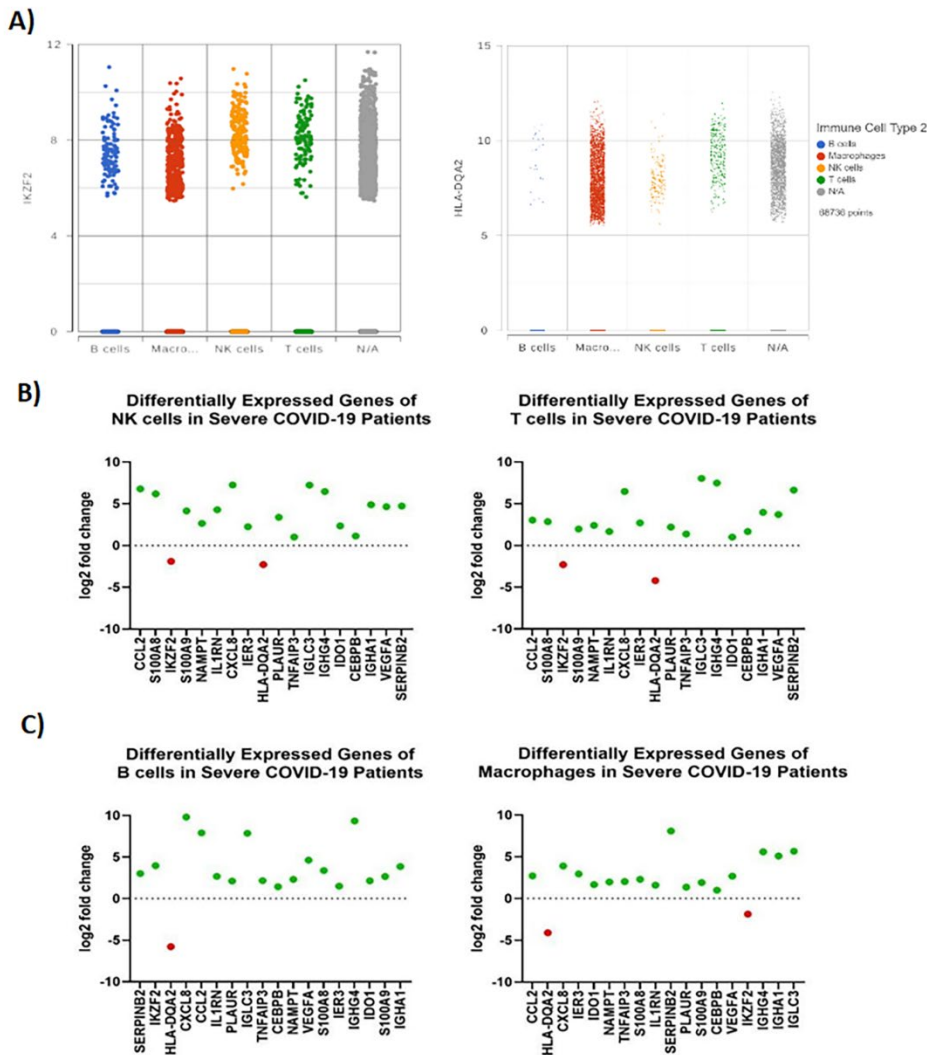 A)
IKZF2
12
8
4
0
B cells
Macro...
NK cells
T cells
N/A
HLA-DQA2
15
10
5
0
B cells
Macro...
NK cells
T cells
N/A
Immune Cell Type 2
B cells
Macrophages
NK cells
T cells
N/A
68736 points
B)
Differentially Expressed Genes of
NK cells in Severe COVID-19 Patients
log2 fold change
10
5
0
-5
-10
CCL2
S100A8
IKZF2
S100A9
NAMPT
IL1RN
CXCL8
IER3
HLA-DQA2
PLAUR
TNFAIP3
IGLC3
IGHG4
IDO1
CEBPB
IGHA1
VEGFA
SERPINB2
Differentially Expressed Genes of
T cells in Severe COVID-19 Patients
log2 fold change
10
5
0
-5
-10
CCL2
S100A8
IKZF2
S100A9
NAMPT
IL1RN
CXCL8
IER3
HLA-DQA2
PLAUR
TNFAIP3
IGLC3
IGHG4
IDO1
CEBPB
IGHA1
VEGFA
SERPINB2
C)
Differentially Expressed Genes of
B cells in Severe COVID-19 Patients
log2 fold change
10
5
0
-5
-10
SERPINB2
IKZF2
HLA-DQA2
CXCL8
CCL2
IL1RN
IGLC3
PLAUR
TNFAIP3
CEBPB
NAMPT
VEGFA
S100A8
IER3
IGHG4
IDO1
S100A9
IGHA1
Differentially Expressed Genes of
Macrophages in Severe COVID-19 Patients
log2 fold change
10
5
0
-5
-10
CCL2
HLA-DQA2
CXCL8
IER3
IDO1
NAMPT
TNFAIP3
S100A8
IL1RN
SERPINB2
PLAUR
S100A9
CEBPB
VEGFA
IKZF2
IGHG4
IGHA1
IGLC3